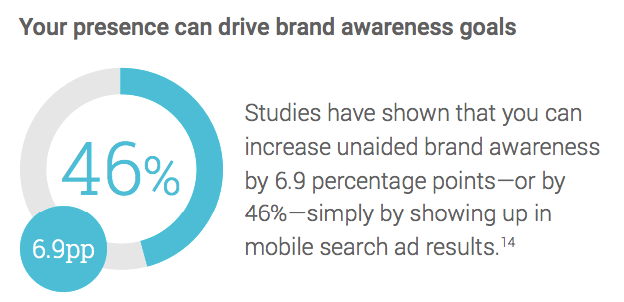 Your presence can drive brand awareness goals
46%
6.9pp
Studies have shown that you can
increase unaided brand awareness
by 6.9 percentage points—or by
46%—simply by showing up in
mobile search ad results.¹⁴